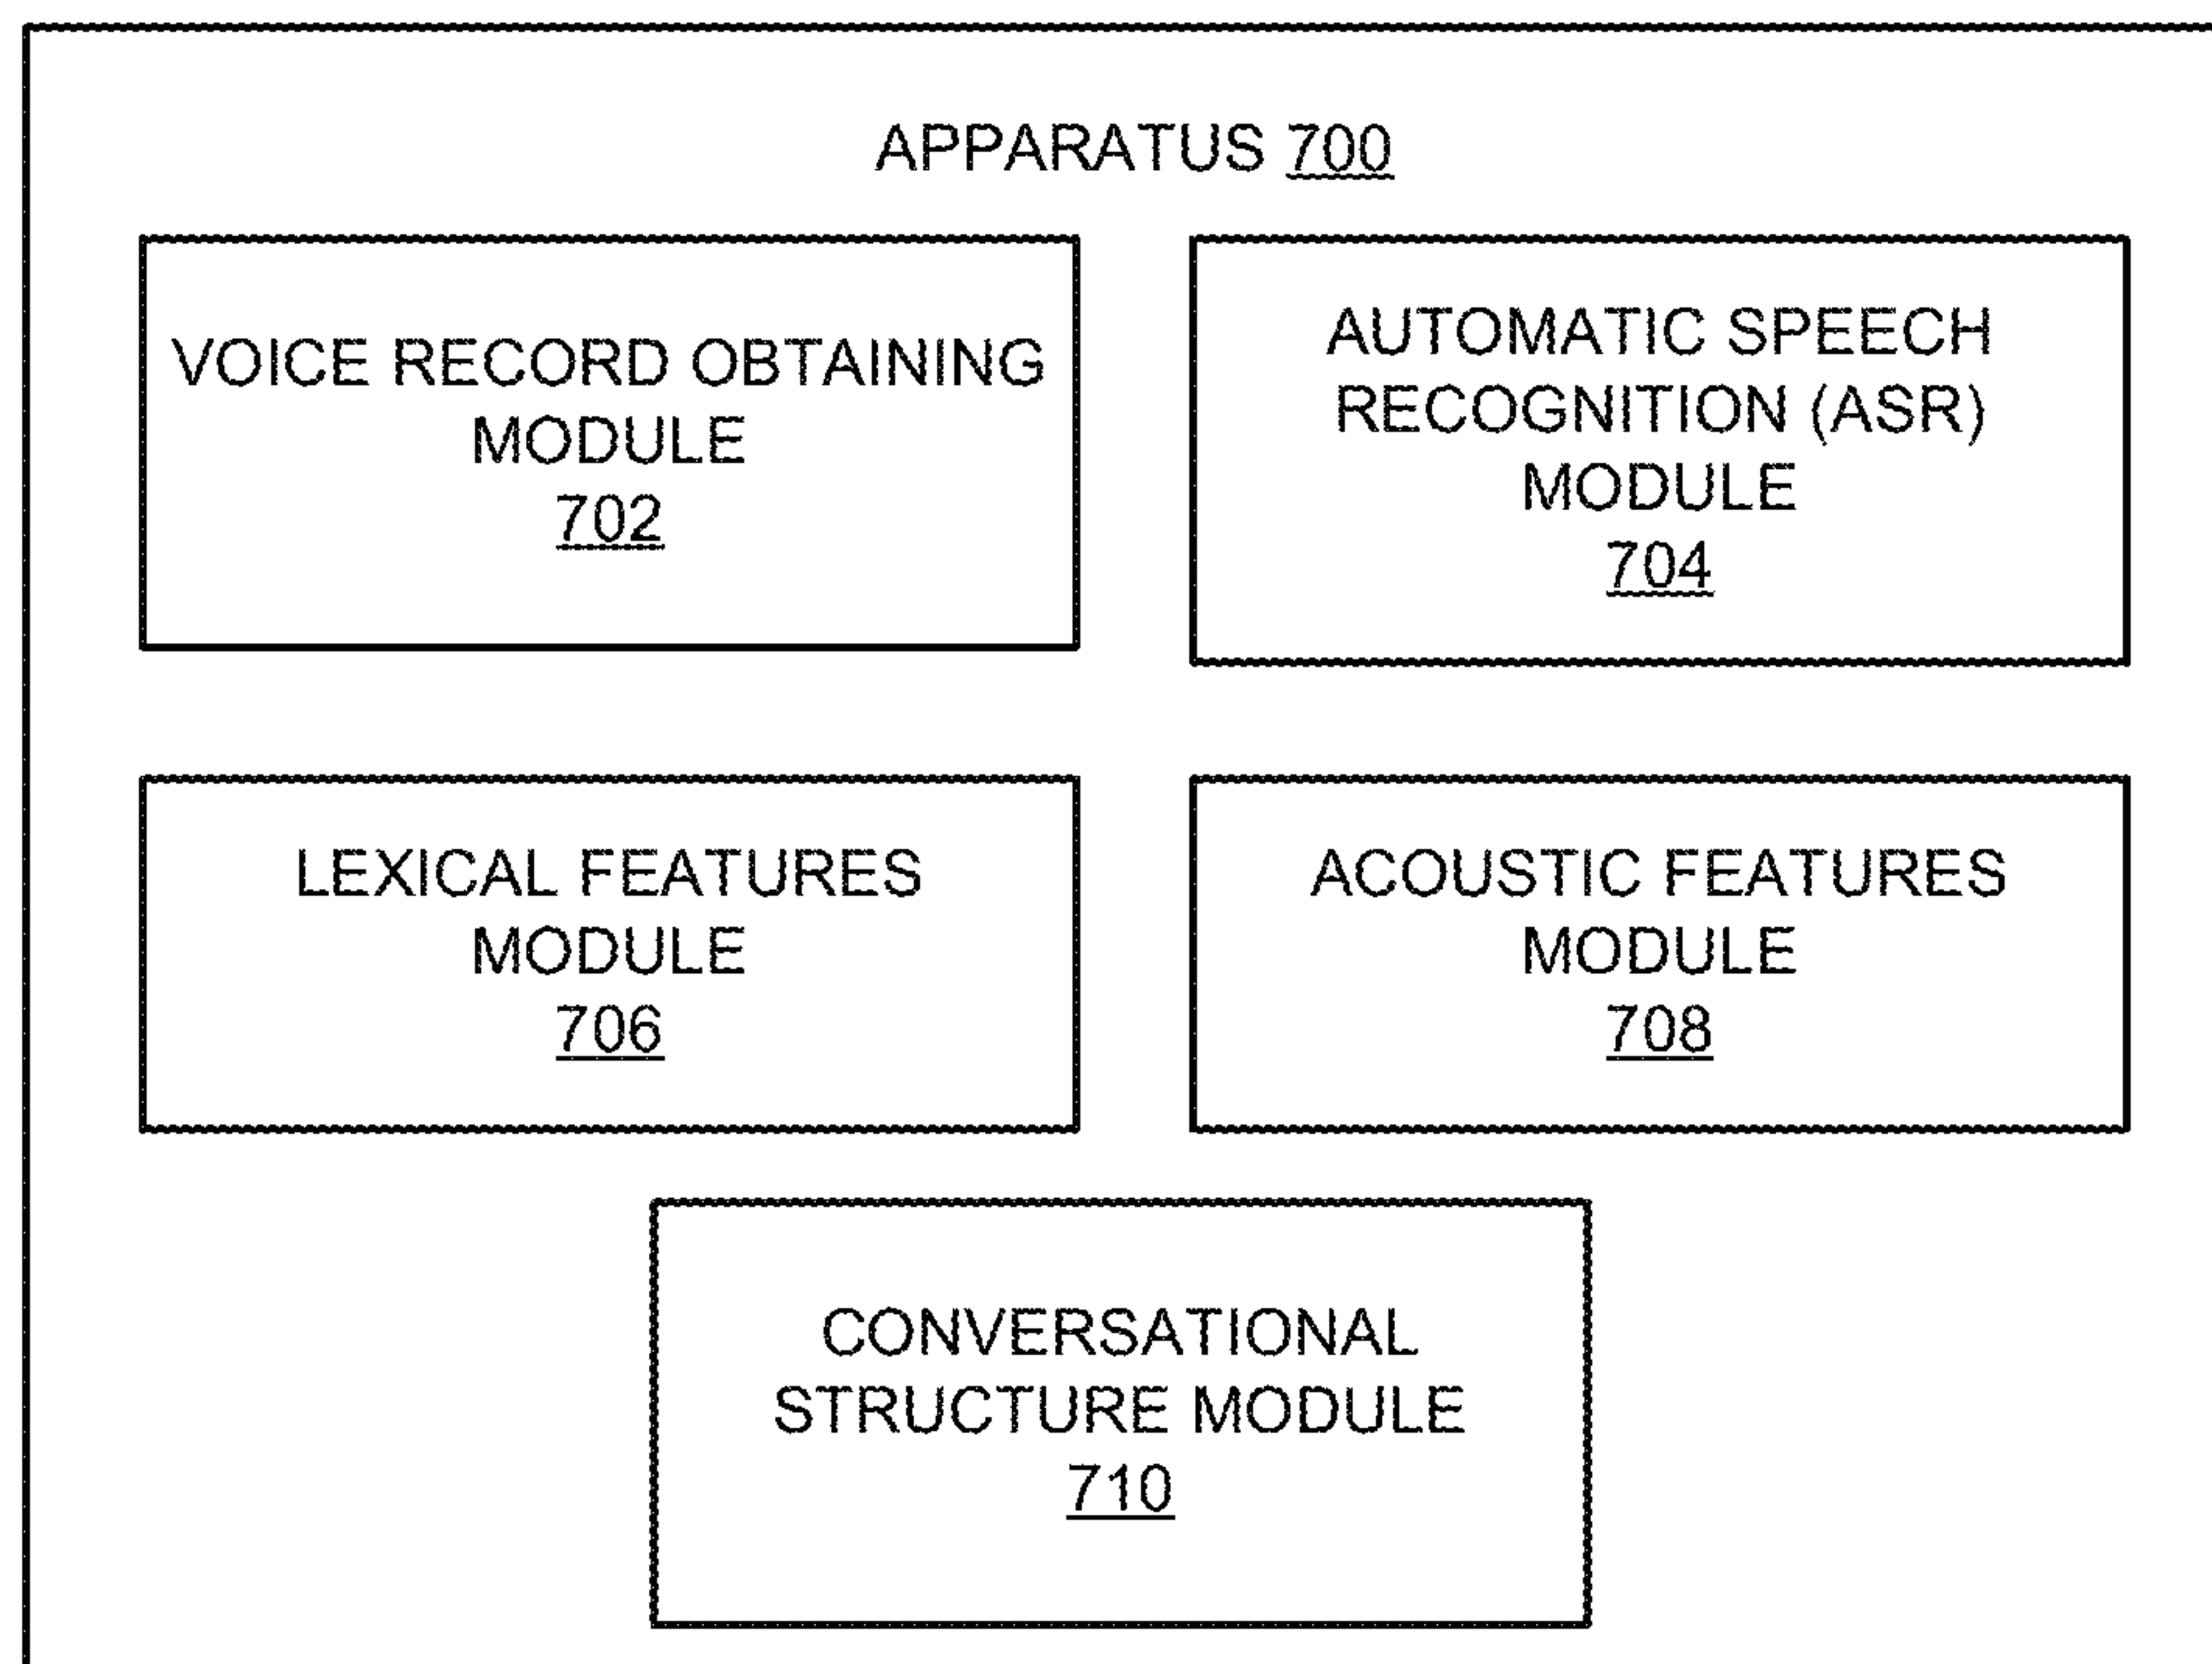 APPARATUS 700
VOICE RECORD OBTAINING
MODULE
702
AUTOMATIC SPEECH
RECOGNITION (ASR)
MODULE
704
LEXICAL FEATURES
MODULE
706
ACOUSTIC FEATURES
MODULE
708
CONVERSATIONAL
STRUCTURE MODULE
710